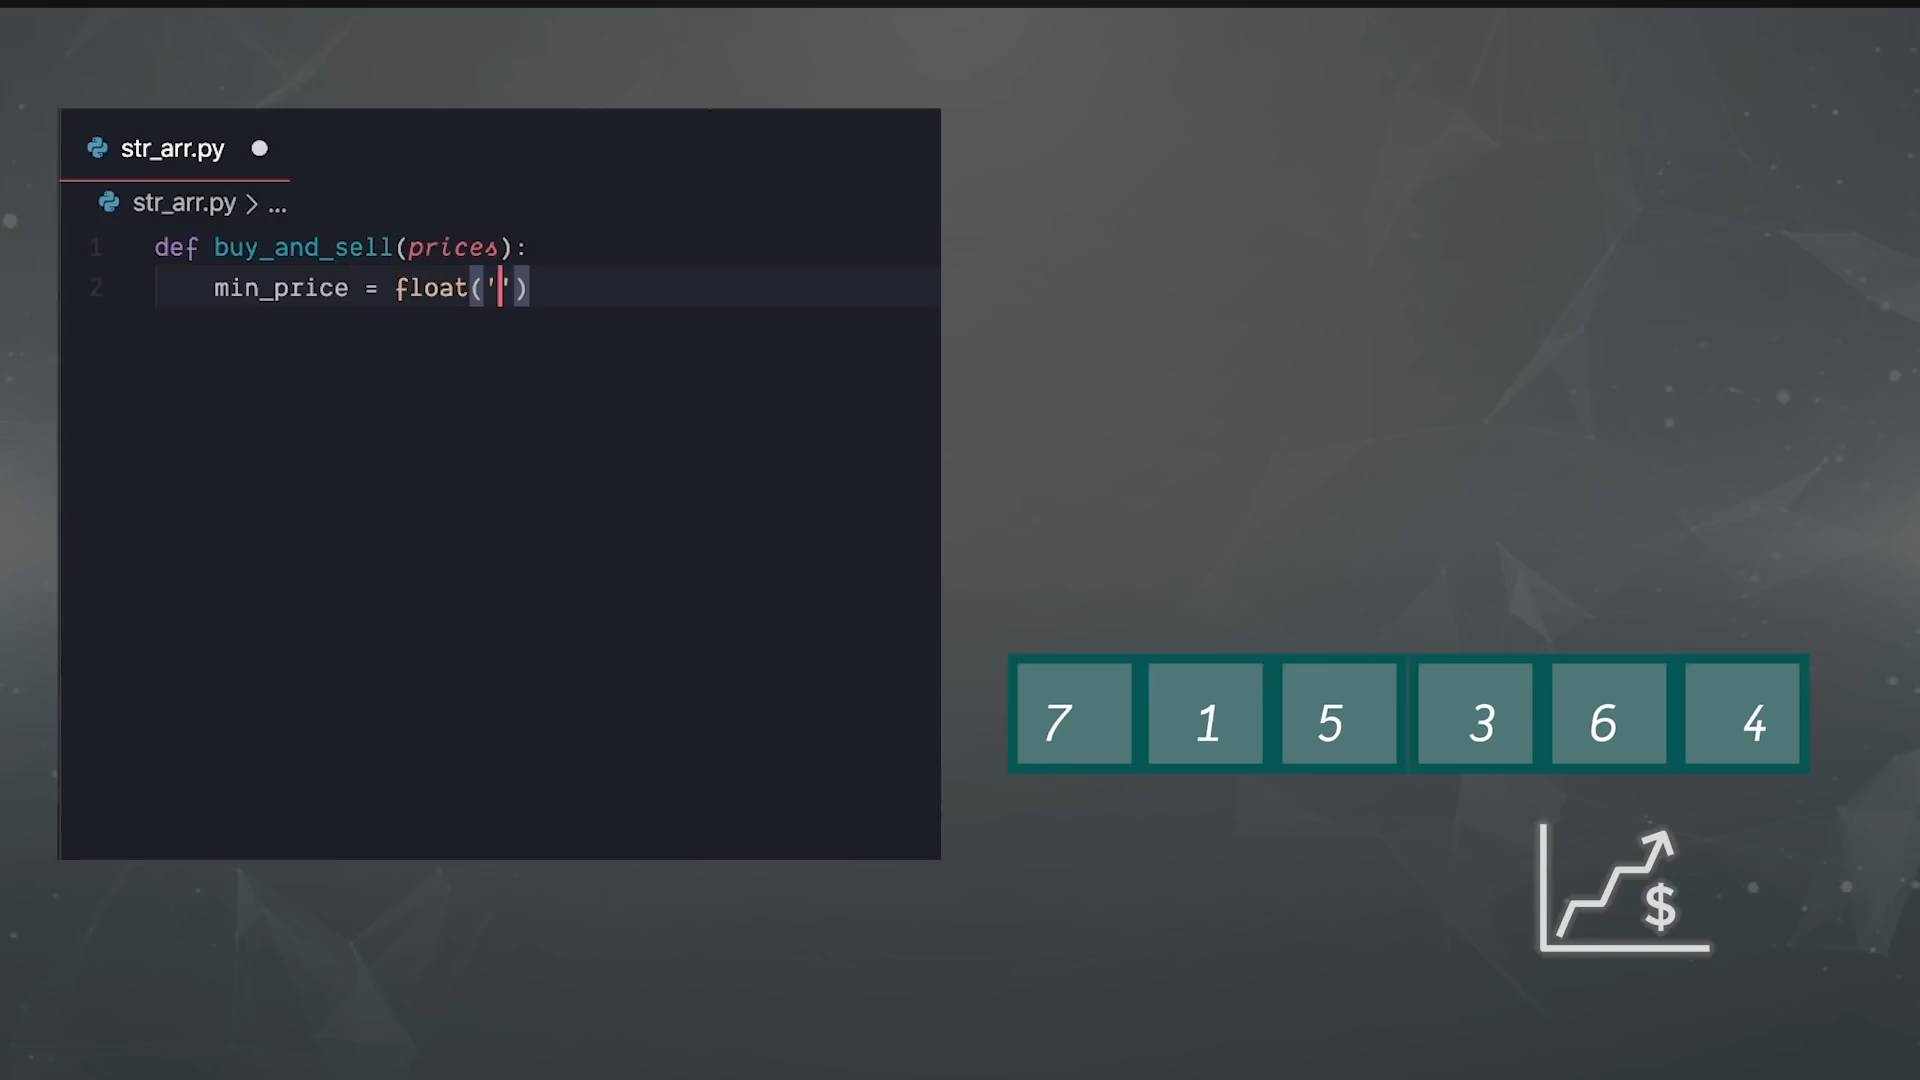 str_arr.py
str_arr.py > ...
1 def buy_and_sell(prices):
2 min_price = float('')
7 1 5 3 6 4
$